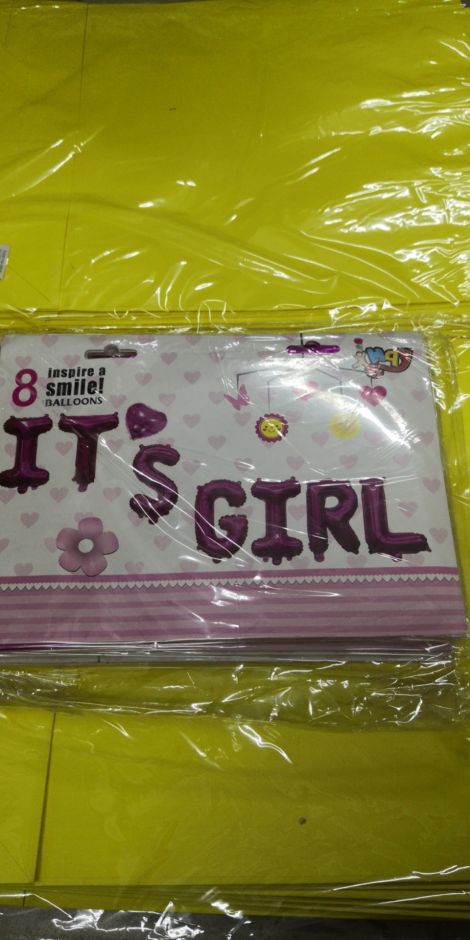 8
inspire a
smile!
BALLOONS
IT'S GIRL